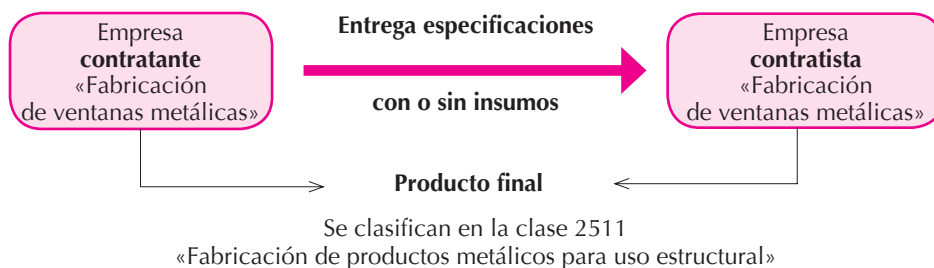 Empresa
contratante
«Fabricación
de ventanas metálicas»
Entrega especificaciones
con o sin insumos
Empresa
contratista
«Fabricación
de ventanas metálicas»
Producto final
Se clasifican en la clase 2511
«Fabricación de productos metálicos para uso estructural»